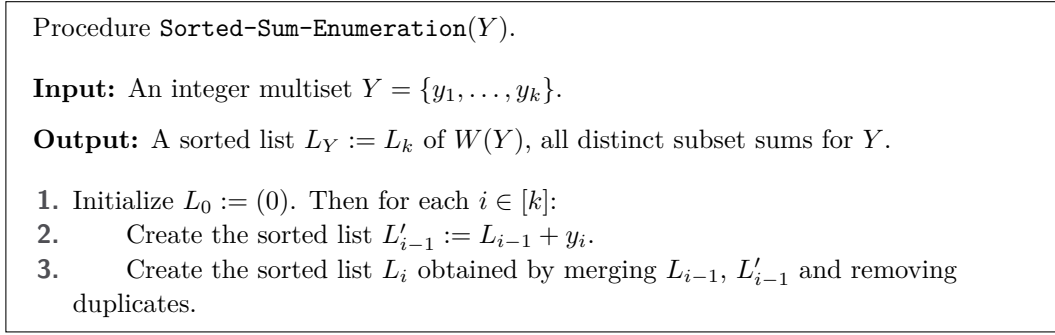 Procedure Sorted-Sum-Enumeration(Y).
Input: An integer multiset Y = {y₁, . . . , yₖ}.
Output: A sorted list L_Y := Lₖ of W(Y), all distinct subset sums for Y.
1. Initialize L₀ := (0). Then for each i ∈ [k]:
2. Create the sorted list L′ᵢ₋₁ := Lᵢ₋₁ + yᵢ.
3. Create the sorted list Lᵢ obtained by merging Lᵢ₋₁, L′ᵢ₋₁ and removing
duplicates.